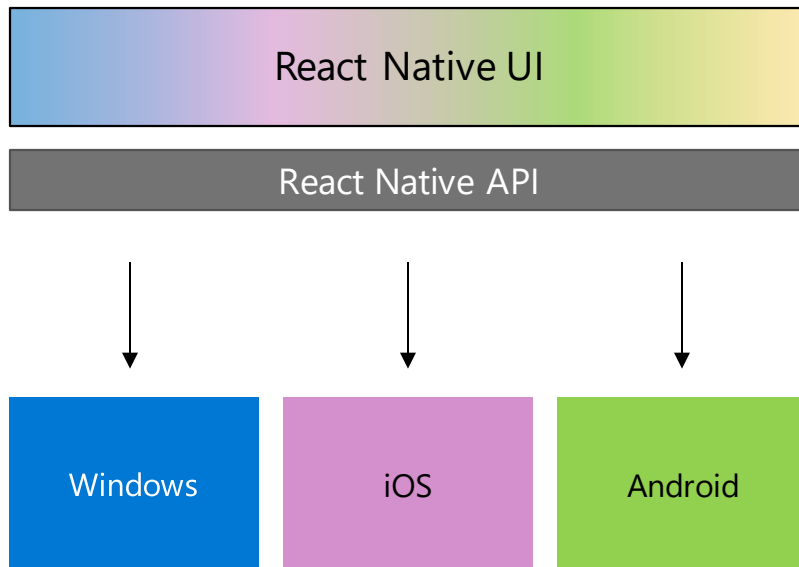 React Native UI
React Native API
Windows
iOS
Android